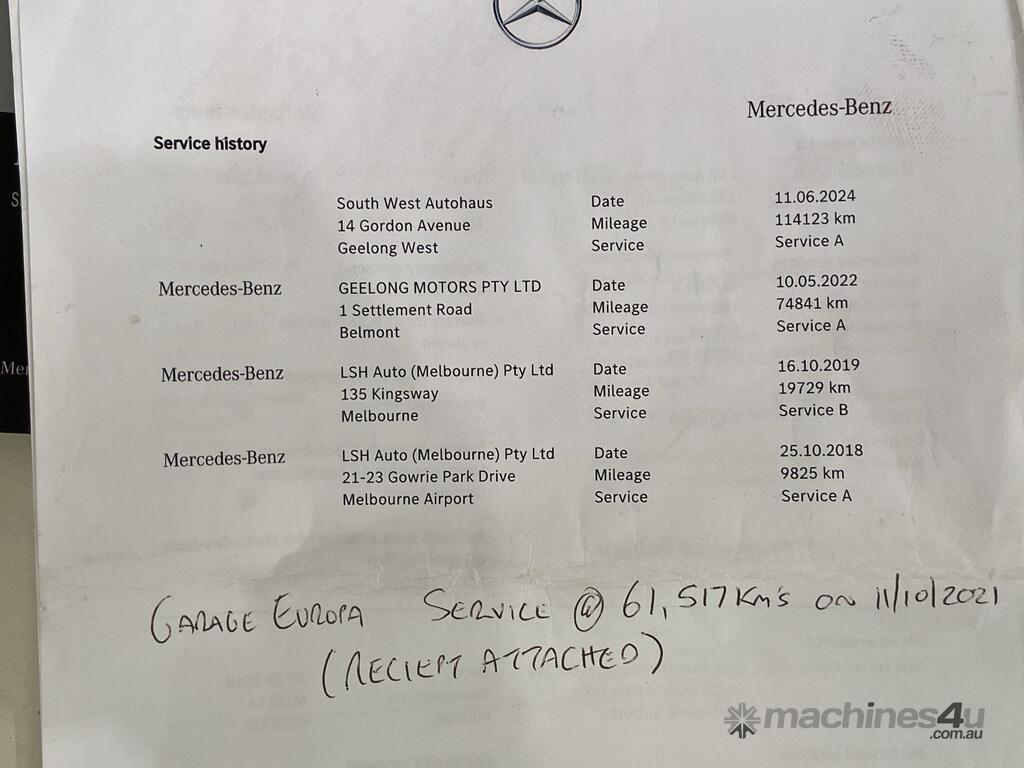 Mercedes-Benz
Service history
South West Autohaus Date 11.06.2024
14 Gordon Avenue Mileage 114123 km
Geelong West Service Service A
Mercedes-Benz GEELONG MOTORS PTY LTD Date 10.05.2022
1 Settlement Road Mileage 74841 km
Belmont Service Service A
Mercedes-Benz LSH Auto (Melbourne) Pty Ltd Date 16.10.2019
135 Kingsway Mileage 19729 km
Melbourne Service Service B
Mercedes-Benz LSH Auto (Melbourne) Pty Ltd Date 25.10.2018
21-23 Gowrie Park Drive Mileage 9825 km
Melbourne Airport Service Service A
GARAGE EUROPA SERVICE @ 61,517KM'S ON 11/10/2021
(RECIEPT ATTACHED)
machines4u
.com.au